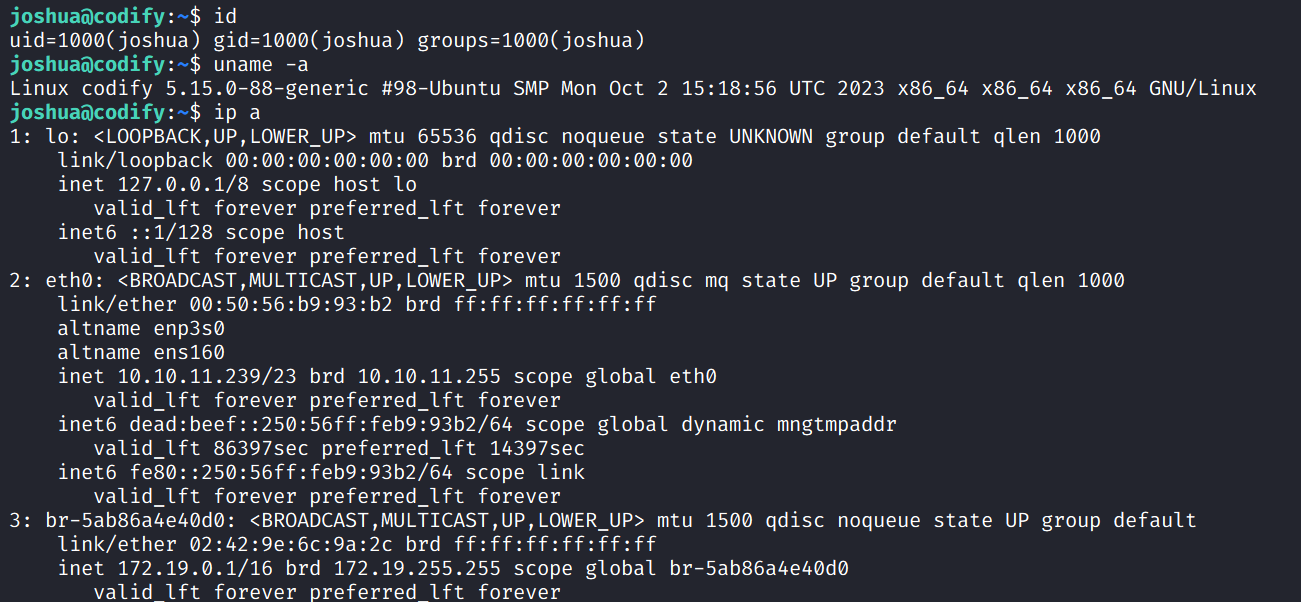 joshua@codify:~$ id
uid=1000(joshua) gid=1000(joshua) groups=1000(joshua)
joshua@codify:~$ uname -a
Linux codify 5.15.0-88-generic #98-Ubuntu SMP Mon Oct 2 15:18:56 UTC 2023 x86_64 x86_64 x86_64 GNU/Linux
joshua@codify:~$ ip a
1: lo: <LOOPBACK,UP,LOWER_UP> mtu 65536 qdisc noqueue state UNKNOWN group default qlen 1000
    link/loopback 00:00:00:00:00:00 brd 00:00:00:00:00:00
    inet 127.0.0.1/8 scope host lo
       valid_lft forever preferred_lft forever
    inet6 ::1/128 scope host
       valid_lft forever preferred_lft forever
2: eth0: <BROADCAST,MULTICAST,UP,LOWER_UP> mtu 1500 qdisc mq state UP group default qlen 1000
    link/ether 00:50:56:b9:93:b2 brd ff:ff:ff:ff:ff:ff
    altname enp3s0
    altname ens160
    inet 10.10.11.239/23 brd 10.10.11.255 scope global eth0
       valid_lft forever preferred_lft forever
    inet6 dead:beef::250:56ff:feb9:93b2/64 scope global dynamic mngtmpaddr
       valid_lft 86397sec preferred_lft 14397sec
    inet6 fe80::250:56ff:feb9:93b2/64 scope link
       valid_lft forever preferred_lft forever
3: br-5ab86a4e40d0: <BROADCAST,MULTICAST,UP,LOWER_UP> mtu 1500 qdisc noqueue state UP group default
    link/ether 02:42:9e:6c:9a:2c brd ff:ff:ff:ff:ff:ff
    inet 172.19.0.1/16 brd 172.19.255.255 scope global br-5ab86a4e40d0
       valid_lft forever preferred_lft forever